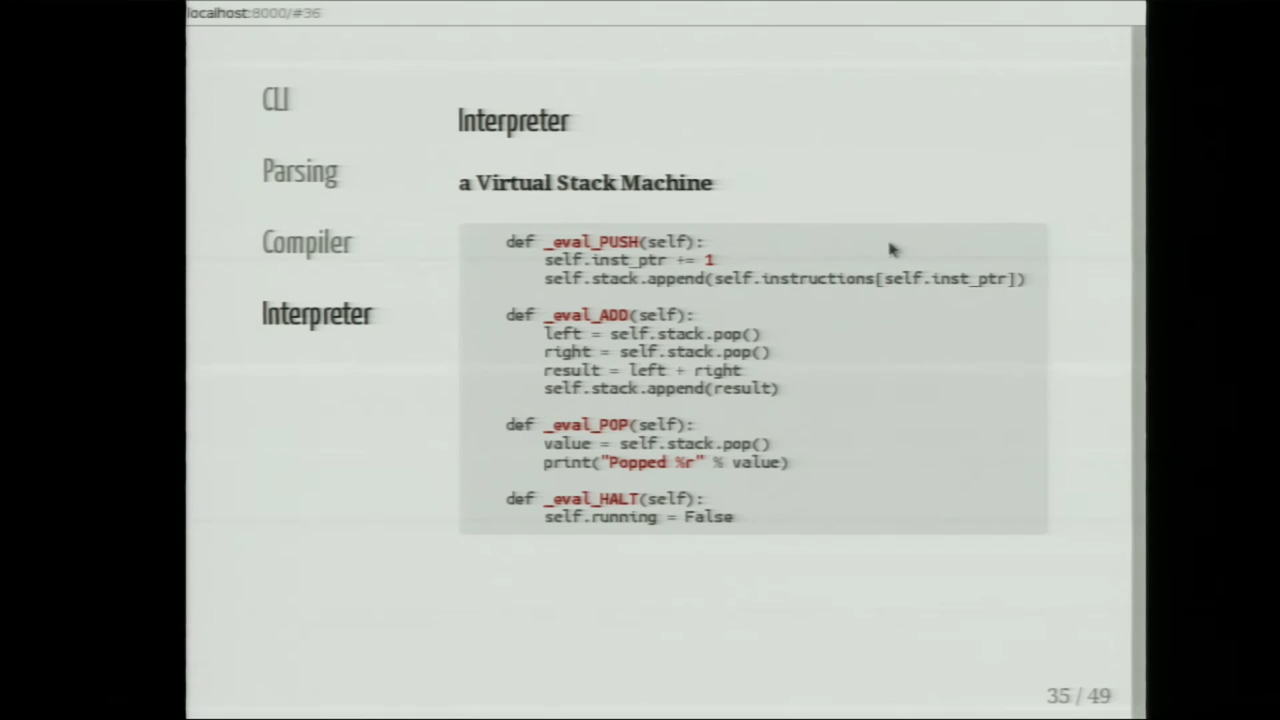 localhost:8000/#36
CLI
Parsing
Compiler
Interpreter
Interpreter
a Virtual Stack Machine
def _eval_PUSH(self):
self.inst_ptr += 1
self.stack.append(self.instructions[self.inst_ptr])
def _eval_ADD(self):
left = self.stack.pop()
right = self.stack.pop()
result = left + right
self.stack.append(result)
def _eval_POP(self):
value = self.stack.pop()
print("Popped %r" % value)
def _eval_HALT(self):
self.running = False
35 / 49